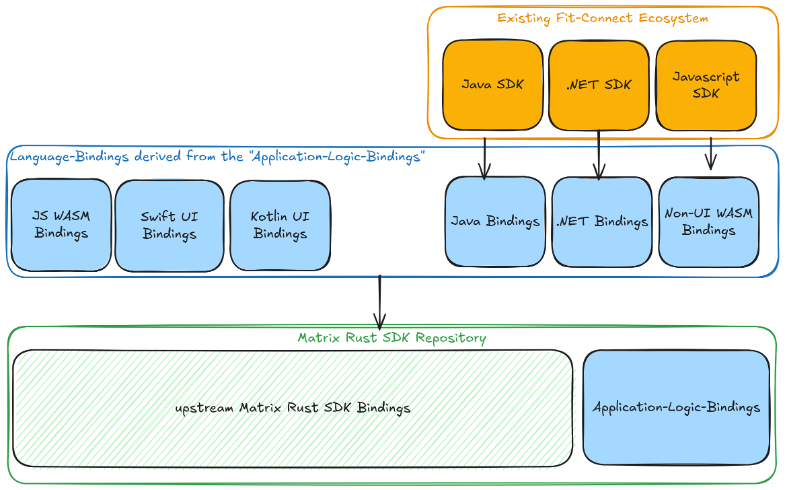 Existing Fit-Connect Ecosystem
Java SDK
.NET SDK
Javascript
SDK
Language-Bindings derived from the "Application-Logic-Bindings"
JS WASM
Bindings
Swift UI
Bindings
Kotlin UI
Bindings
Java Bindings
.NET Bindings
Non-UI WASM
Bindings
Matrix Rust SDK Repository
upstream Matrix Rust SDK Bindings
Application-Logic-Bindings